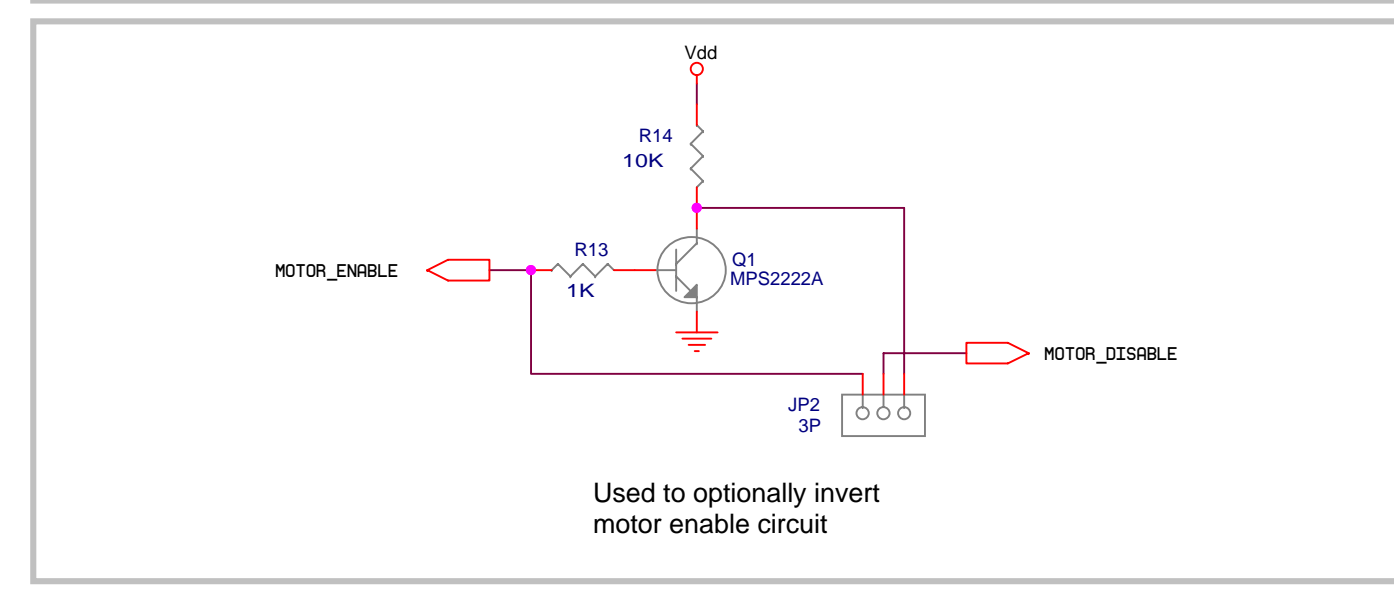 Vdd
R14
10K
R13
1K
Q1
MPS2222A
MOTOR_ENABLE
MOTOR_DISABLE
JP2
3P
Used to optionally invert
motor enable circuit